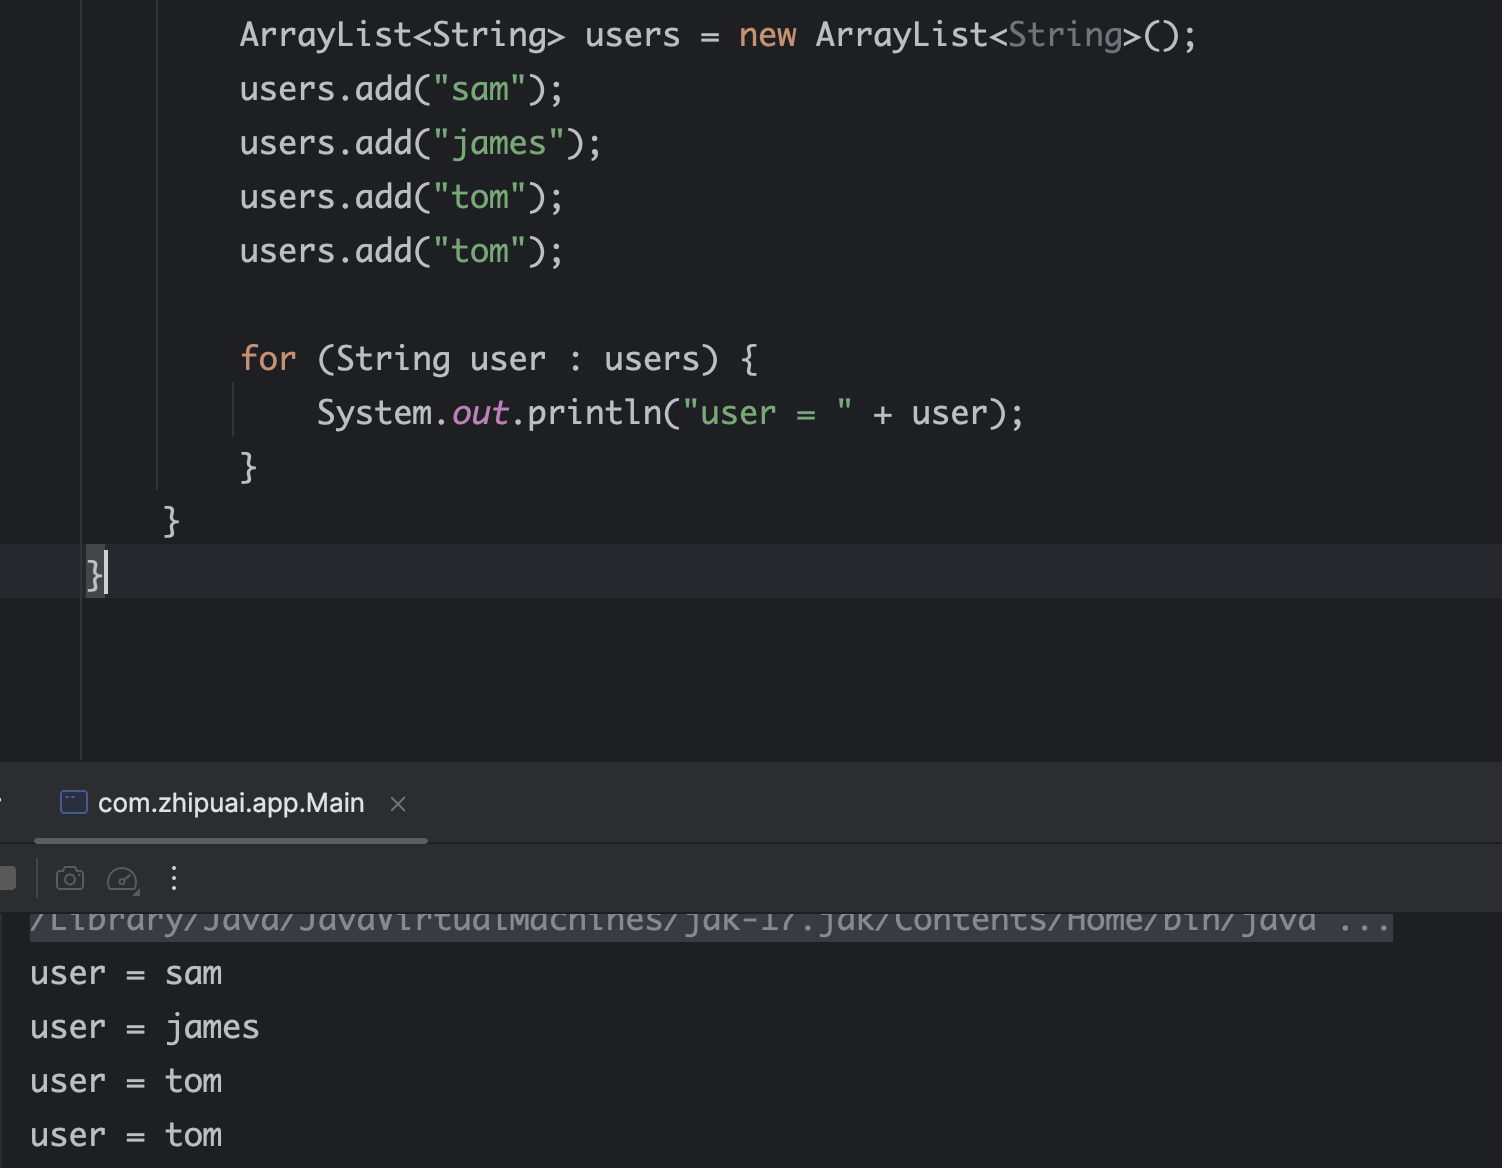 ArrayList<String> users = new ArrayList<String>();
users.add("sam");
users.add("james");
users.add("tom");
users.add("tom");
for (String user : users) {
System.out.println("user = " + user);
}
}
}
com.zhipuai.app.Main
/Library/Java/JavaVirtualMachines/jdk-17.jdk/Contents/Home/bin/java ...
user = sam
user = james
user = tom
user = tom